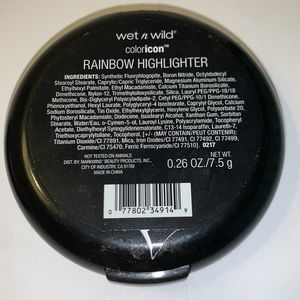 wet n wild
coloricon™
RAINBOW HIGHLIGHTER
INGREDIENTS: Synthetic Fluorphlogopite, Boron Nitride, Octyldodecyl
Stearoyl Stearate, Caprylic/Capric Triglyceride, Magnesium Aluminum Silicate,
Ethylhexyl Palmitate, Ethyl Macadamiate, Calcium Titanium Borosilicate,
Dimethicone, Nylon-12, Trimethylsiloxysilicate, Silica, Lauryl PEG/PPG-18/18
Methicone, Bis-Diglyceryl Polyacyladipate-2, Cetyl PEG/PPG-10/1 Dimethicone,
Phenoxyethanol, Hexyl Laurate, Polyglyceryl-4 Isostearate, Caprylyl Glycol, Calcium
Sodium Borosilicate, Tin Oxide, Ethylhexylglycerin, Hexylene Glycol,
Phytosteryl Macadamiate, Dodecane, Isostearyl Alcohol, Xanthan Gum, Sorbitan
Stearate, Water/Eau, o-Cymen-5-ol, Lauroyl Lysine, Polyacrylamide, Tocopheryl
Acetate, Diethylhexyl Syringylidenemalonate, C13-14 Isoparaffin, Laureth-7,
Tocopherol, [+/- (MAY CONTAIN/PEUT CONTENIR):
Titanium Dioxide/CI 77891, Mica, Iron Oxides/CI 77491, CI 77492, CI 77499,
Carmine/CI 75470, Ferric Ferrocyanide/CI 77510]. 0217
NOT TESTED ON ANIMALS
DIST. BY: MARKWINS® BEAUTY PRODUCTS, INC.,
CITY OF INDUSTRY, CA 91789
MADE IN CHINA
NET WT.
0.26 OZ./7.5 g
0 77802 34914 9